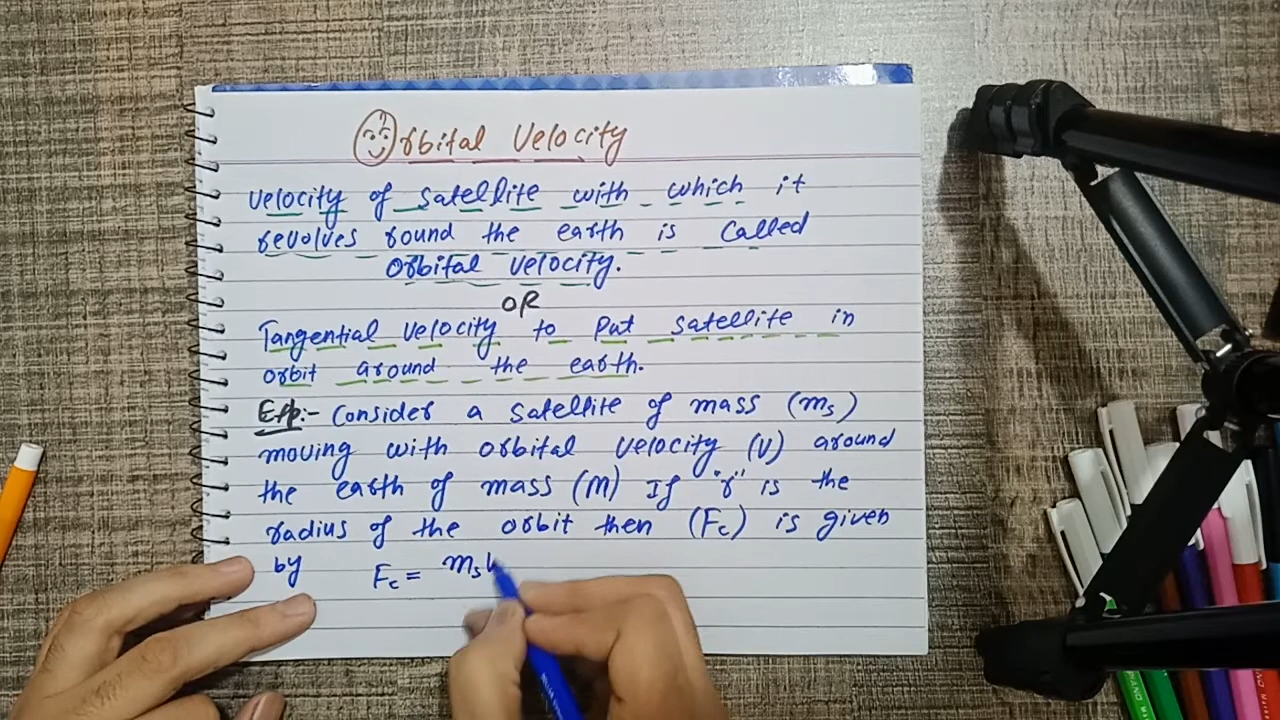 Orbital Velocity
Velocity of satellite with which it
revolves round the earth is called
orbital velocity.
OR
Tangential velocity to put satellite in
orbit around the earth.
Exp:- Consider a satellite of mass (ms)
moving with orbital velocity (V) around
the earth of mass (M) If "r" is the
radius of the orbit then (Fc) is given
by Fc = ms